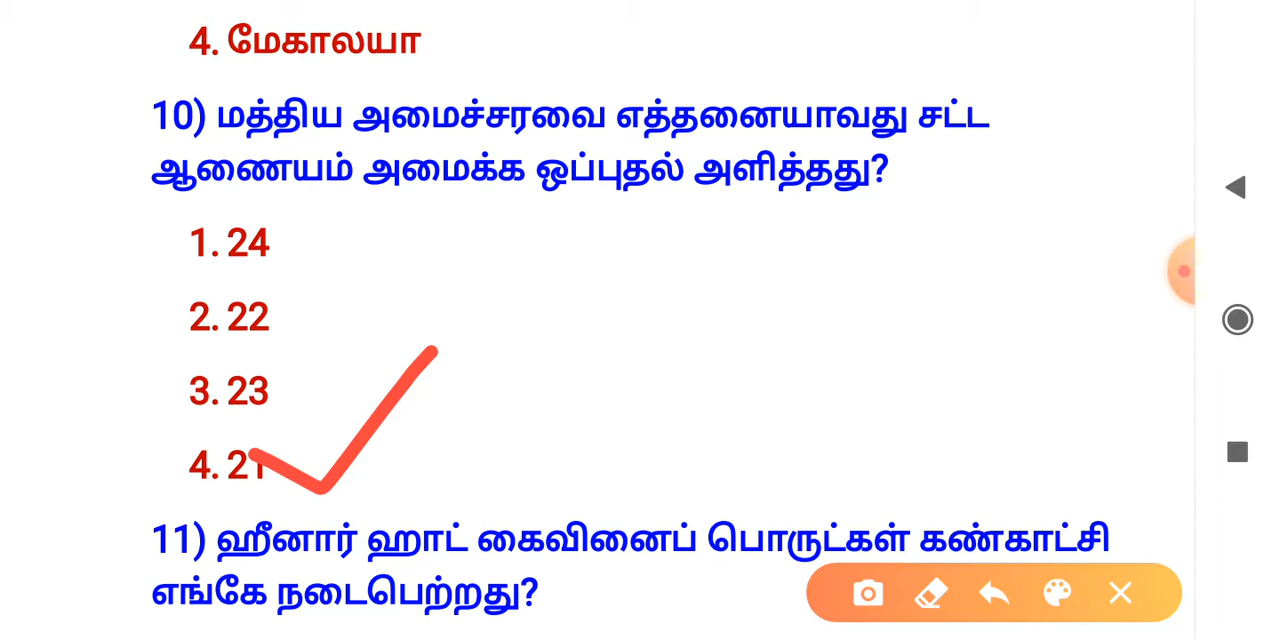 4. மேகாலயா
10) மத்திய அமைச்சரவை எத்தனையாவது சட்ட
ஆணையம் அமைக்க ஒப்புதல் அளித்தது?
1. 24
2. 22
3. 23
4. 21
11) ஹீனார் ஹாட் கைவினைப் பொருட்கள் கண்காட்சி
எங்கே நடைபெற்றது?